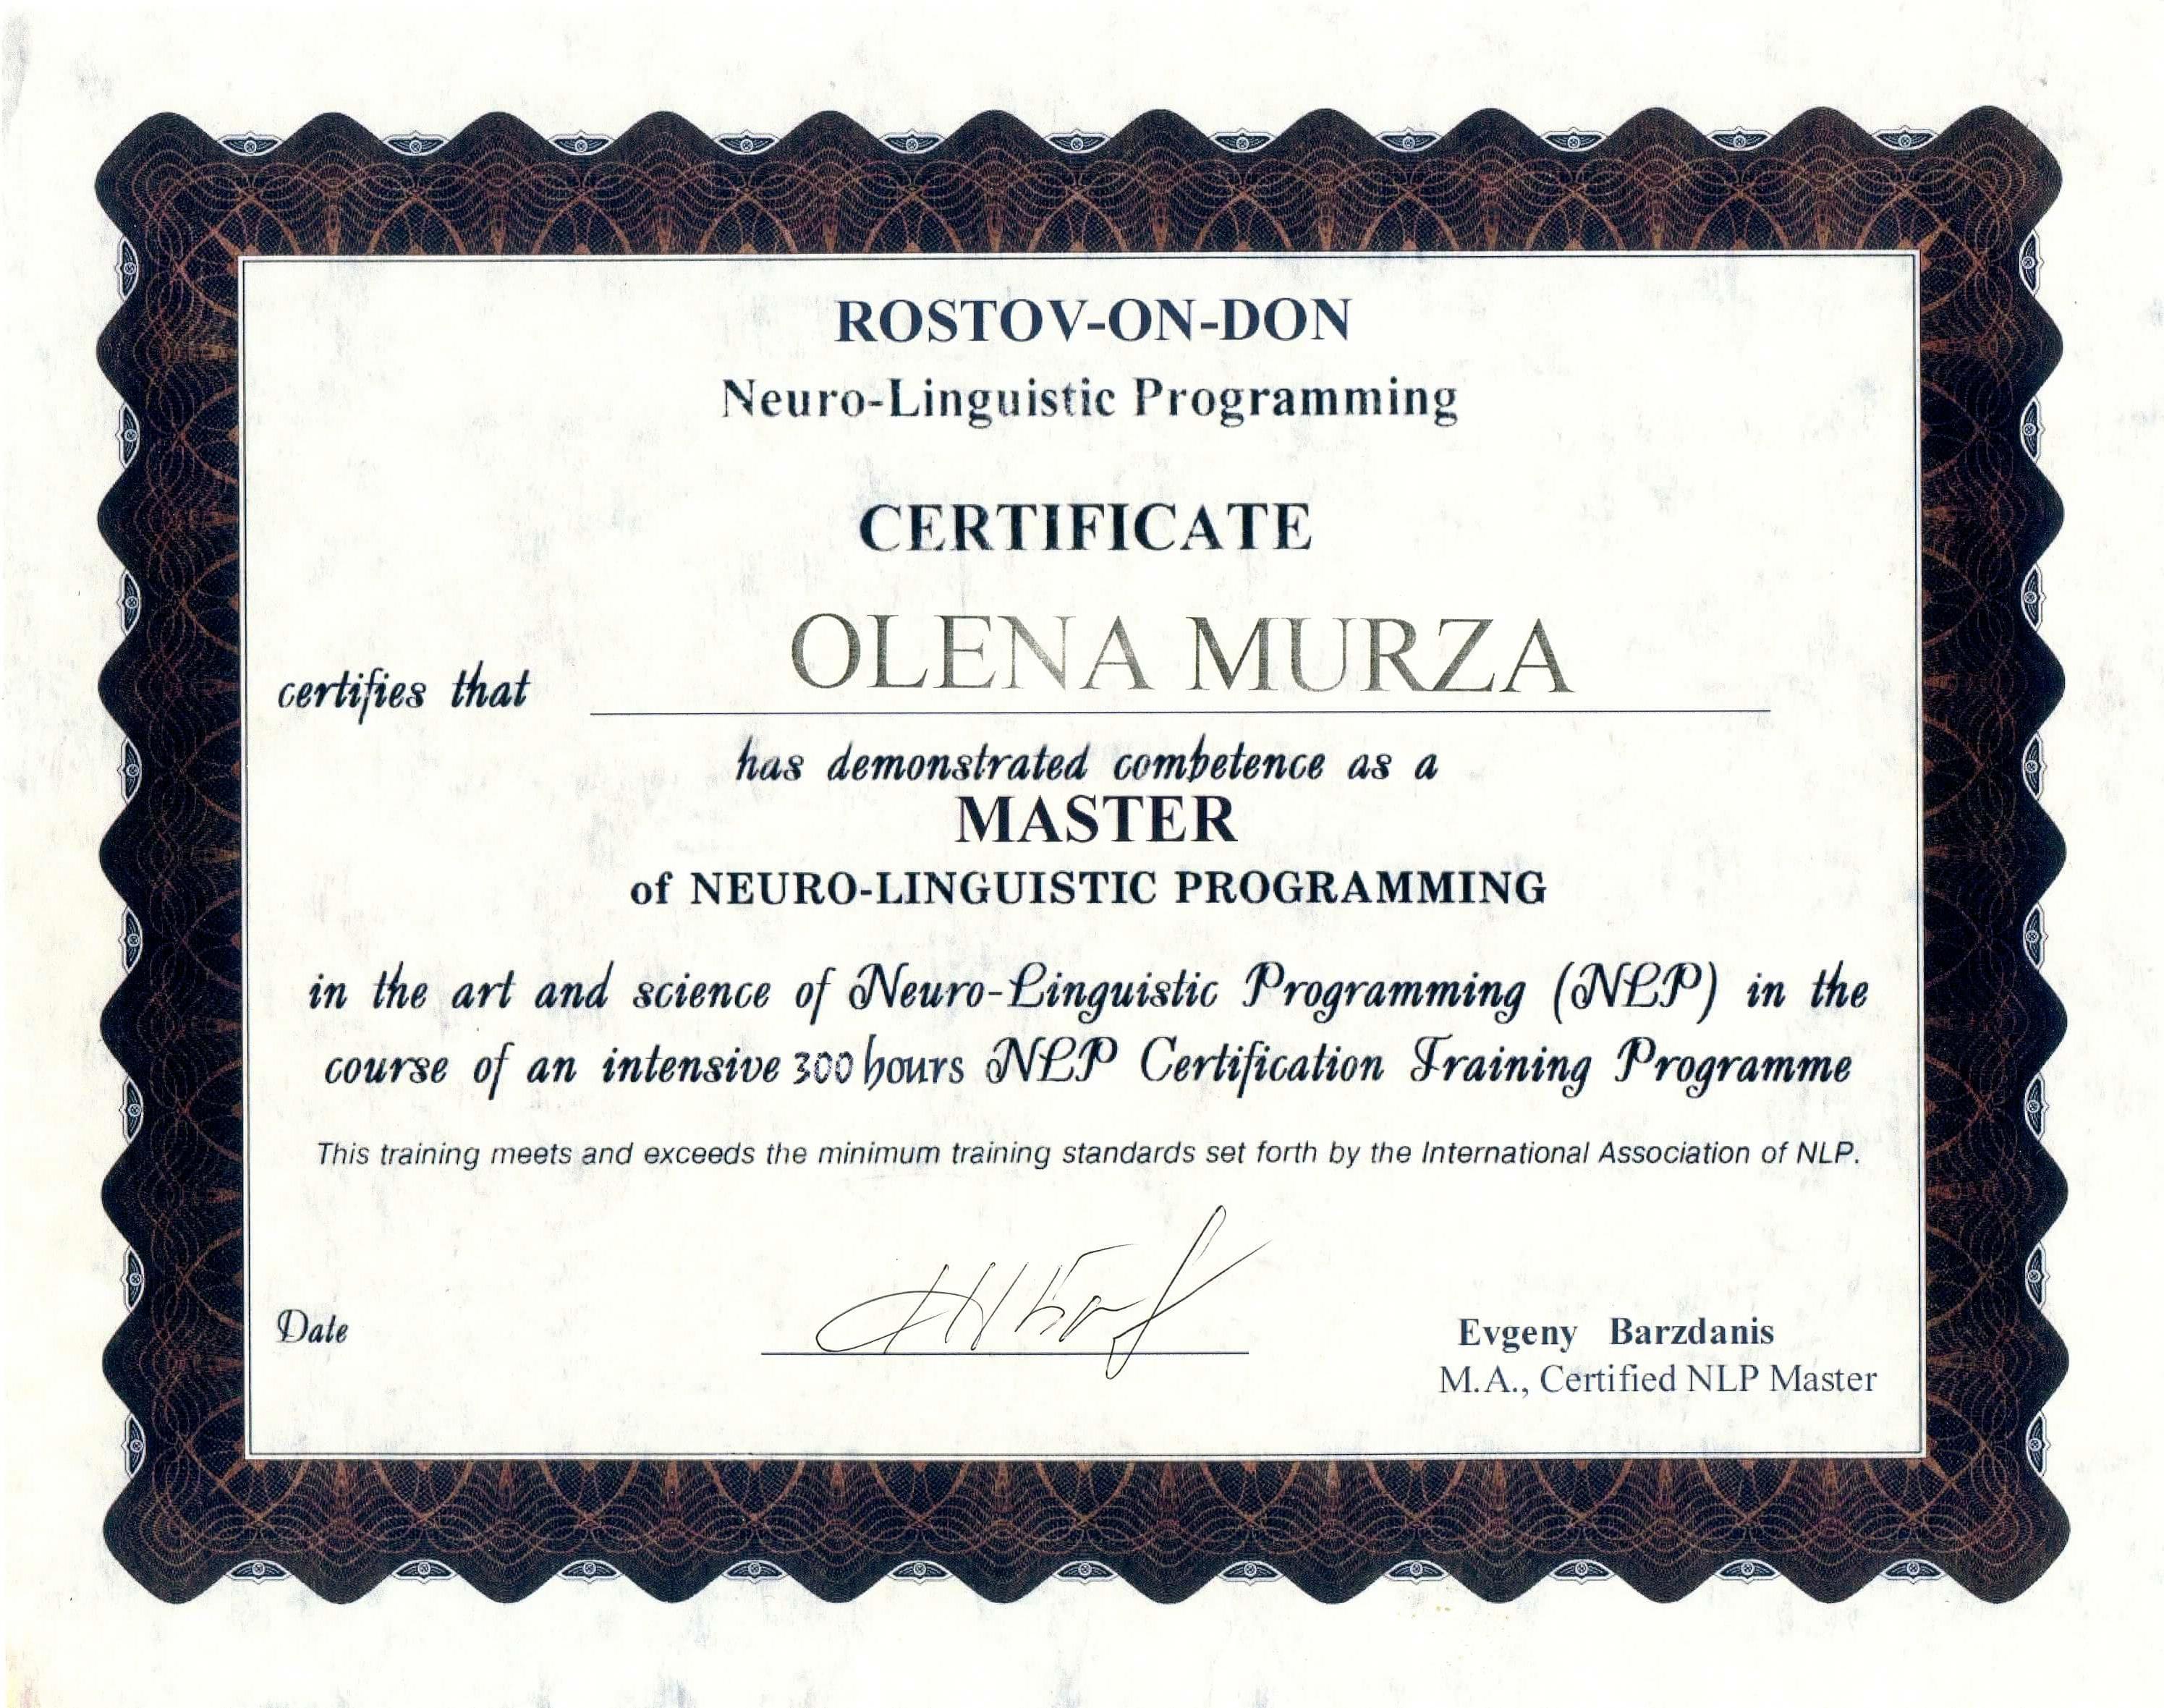 ROSTOV-ON-DON
Neuro-Linguistic Programming
CERTIFICATE
certifies that OLENA MURZA
has demonstrated competence as a
MASTER
of NEURO-LINGUISTIC PROGRAMMING
in the art and science of Neuro-Linguistic Programming (NLP) in the
course of an intensive 300 hours NLP Certification Training Programme
This training meets and exceeds the minimum training standards set forth by the International Association of NLP.
Date
Evgeny Barzdanis
M.A., Certified NLP Master